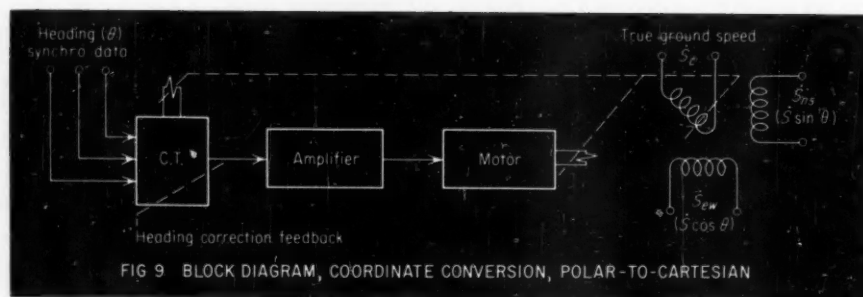 Heading (θ)
synchro data
True ground speed
Ṡe
Ṡns
(Ṡ sin θ)
C.T.
Amplifier
Motor
Ṡew
(Ṡ cos θ)
Heading correction feedback
FIG 9 BLOCK DIAGRAM, COORDINATE CONVERSION, POLAR-TO-CARTESIAN